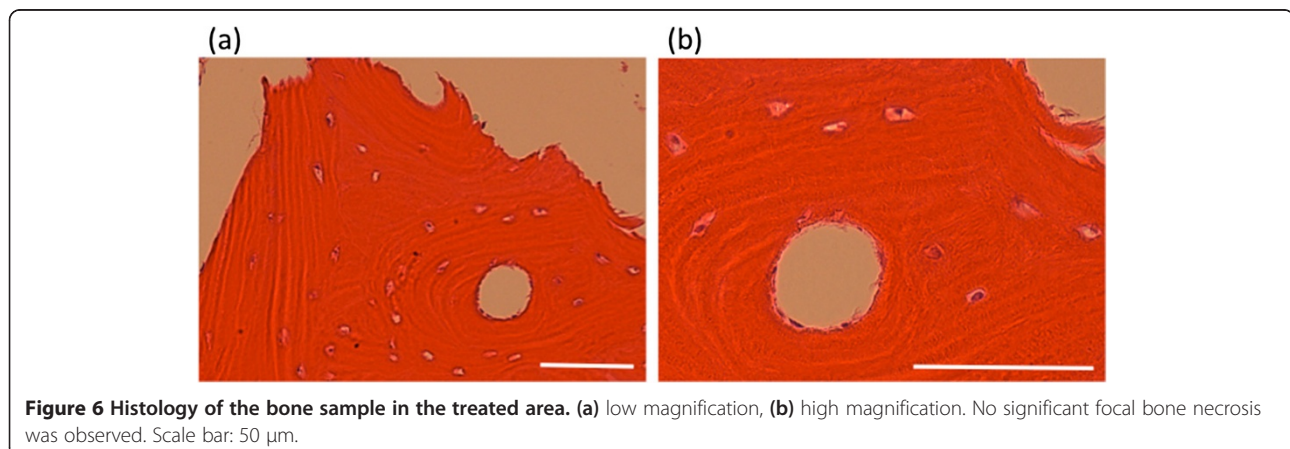 (a)
(b)
Figure 6 Histology of the bone sample in the treated area. (a) low magnification, (b) high magnification. No significant focal bone necrosis
was observed. Scale bar: 50 μm.